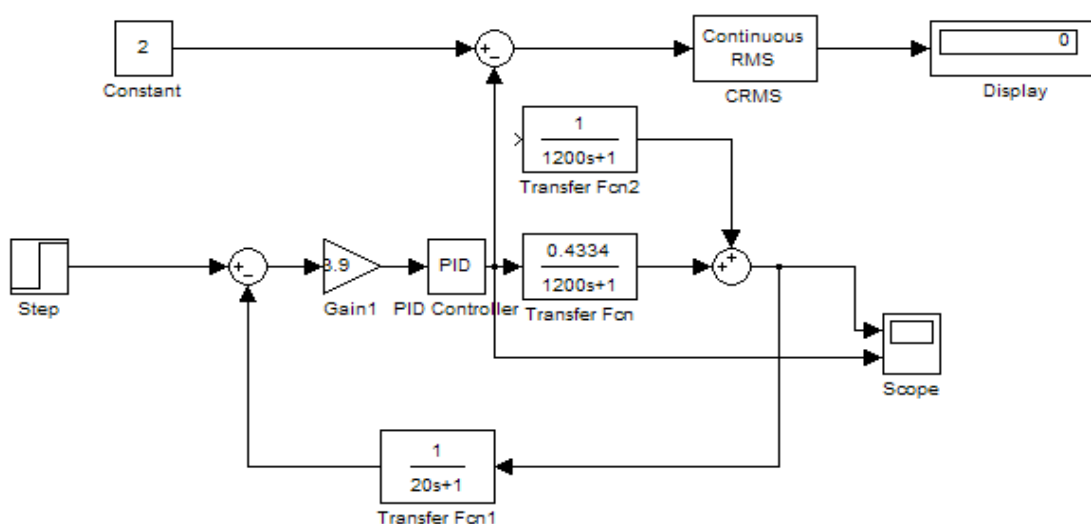 2
Constant
+
−
Continuous
RMS
CRMS
0
Display
1
1200s+1
Transfer Fcn2
Step
+
−
3.9
Gain1
PID
PID Controller
0.4334
1200s+1
Transfer Fcn
+
+
Scope
1
20s+1
Transfer Fcn1